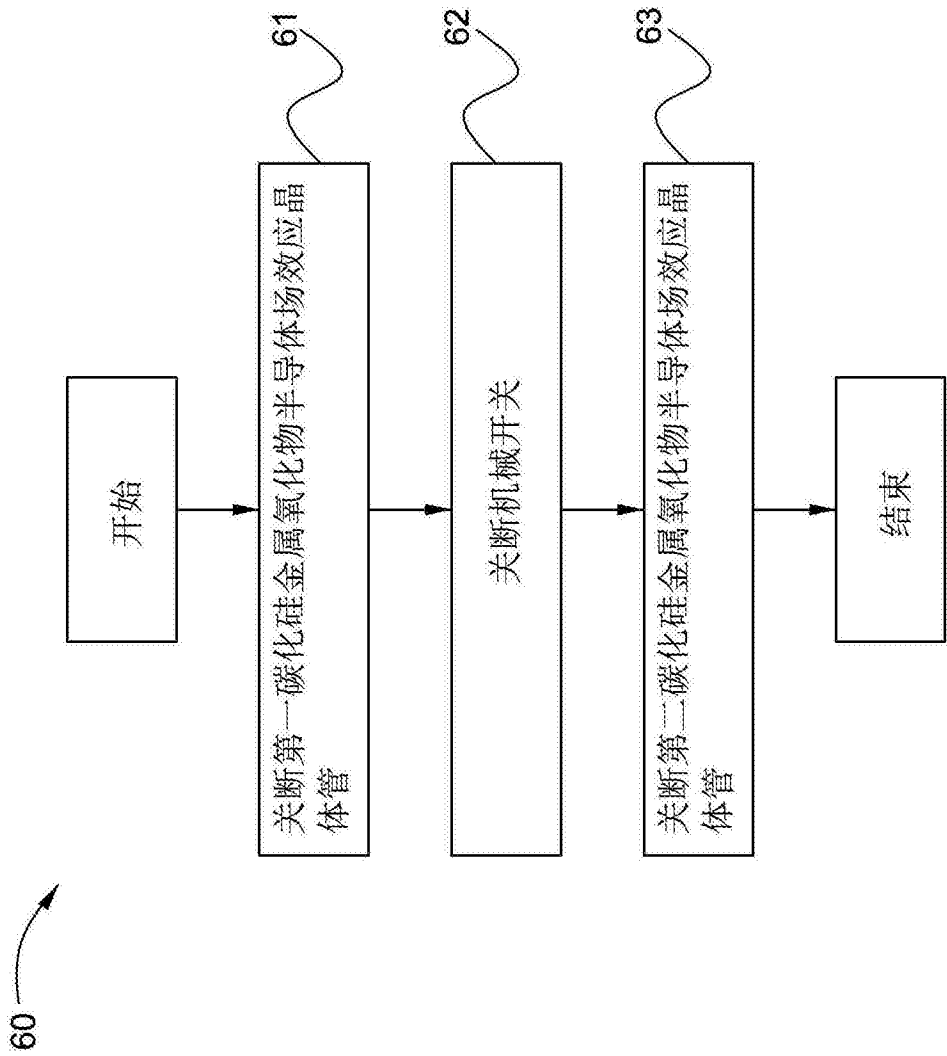 60
开始
61
关断第一碳化硅金属氧化物半导体场效应晶
体管
62
关断机械开关
63
关断第二碳化硅金属氧化物半导体场效应晶
体管
结束